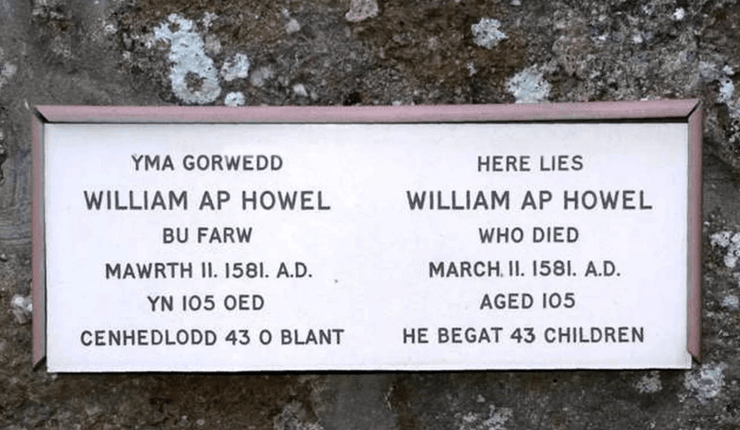 YMA GORWEDD
WILLIAM AP HOWEL
BU FARW
MAWRTH 11. 1581. A.D.
YN 105 OED
CENHEDLODD 43 O BLANT
HERE LIES
WILLIAM AP HOWEL
WHO DIED
MARCH. 11. 1581. A.D.
AGED 105
HE BEGAT 43 CHILDREN